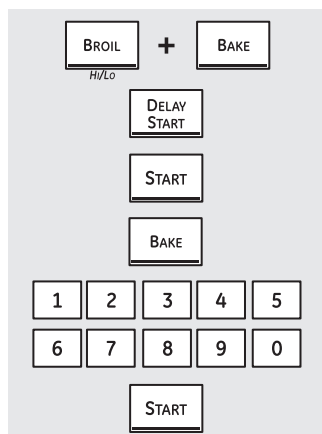 BROIL + BAKE
HI/LO
DELAY
START
START
BAKE
1 2 3 4 5
6 7 8 9 0
START